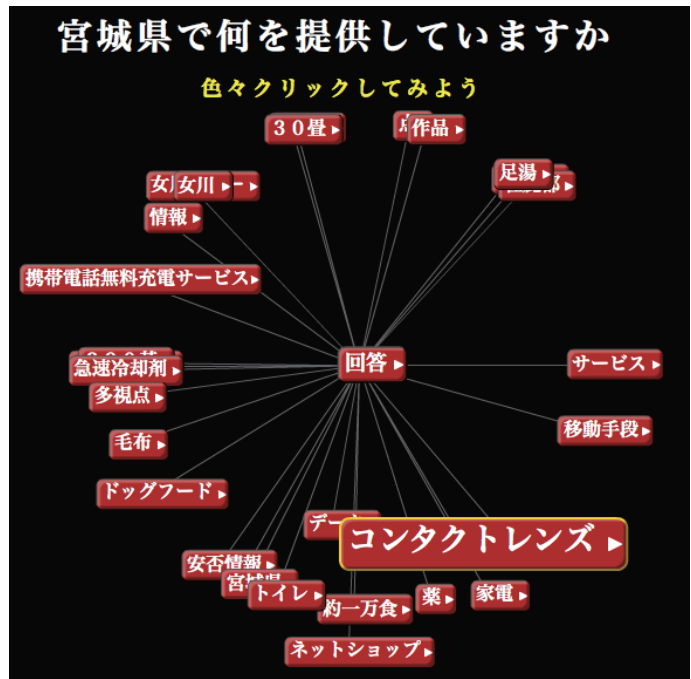 宮城県で何を提供していますか
色々クリックしてみよう
３０畳
作品
足湯
女川
情報
携帯電話無料充電サービス
回答
サービス
急速冷却剤
多視点
移動手段
毛布
ドッグフード
コンタクトレンズ
安否情報
トイレ
約一万食
薬
家電
ネットショップ